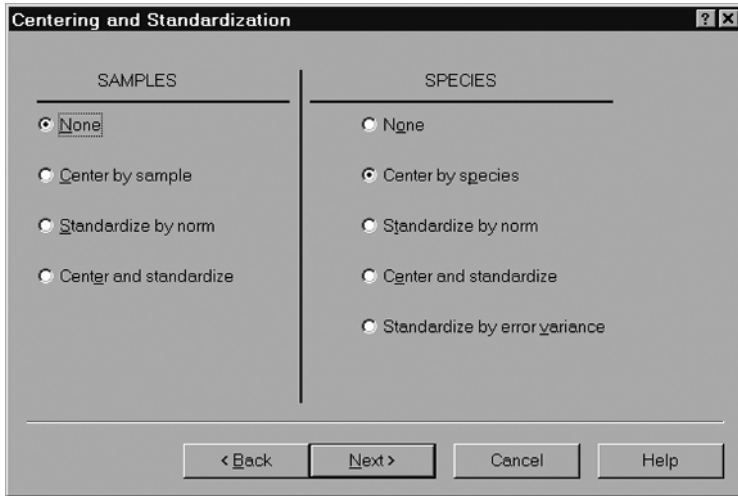 Centering and Standardization
SAMPLES
None
Center by sample
Standardize by norm
Center and standardize
SPECIES
None
Center by species
Standardize by norm
Center and standardize
Standardize by error variance
< Back
Next >
Cancel
Help